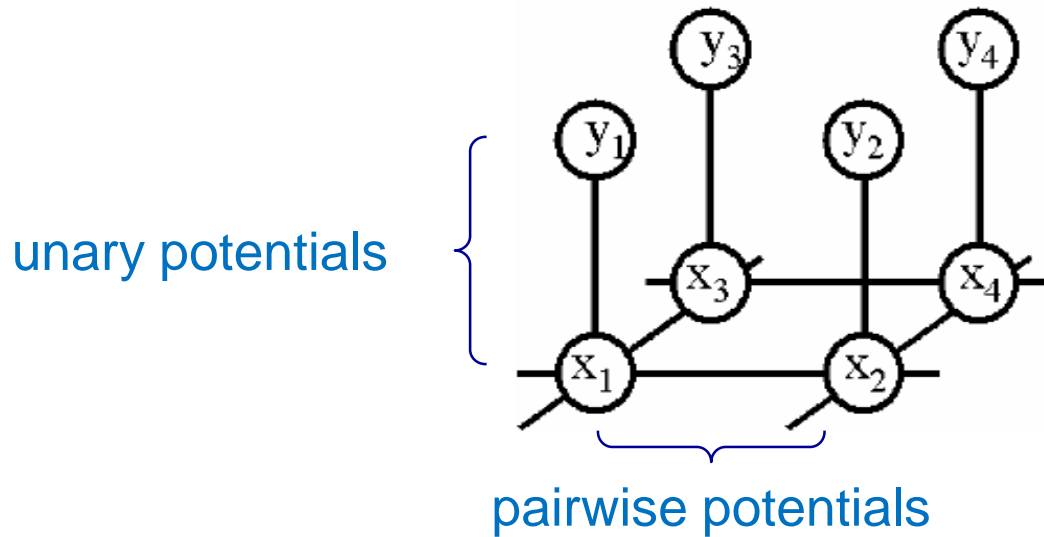 y₃ y₄
y₁ y₂
unary potentials
x₃ x₄
x₁ x₂
pairwise potentials